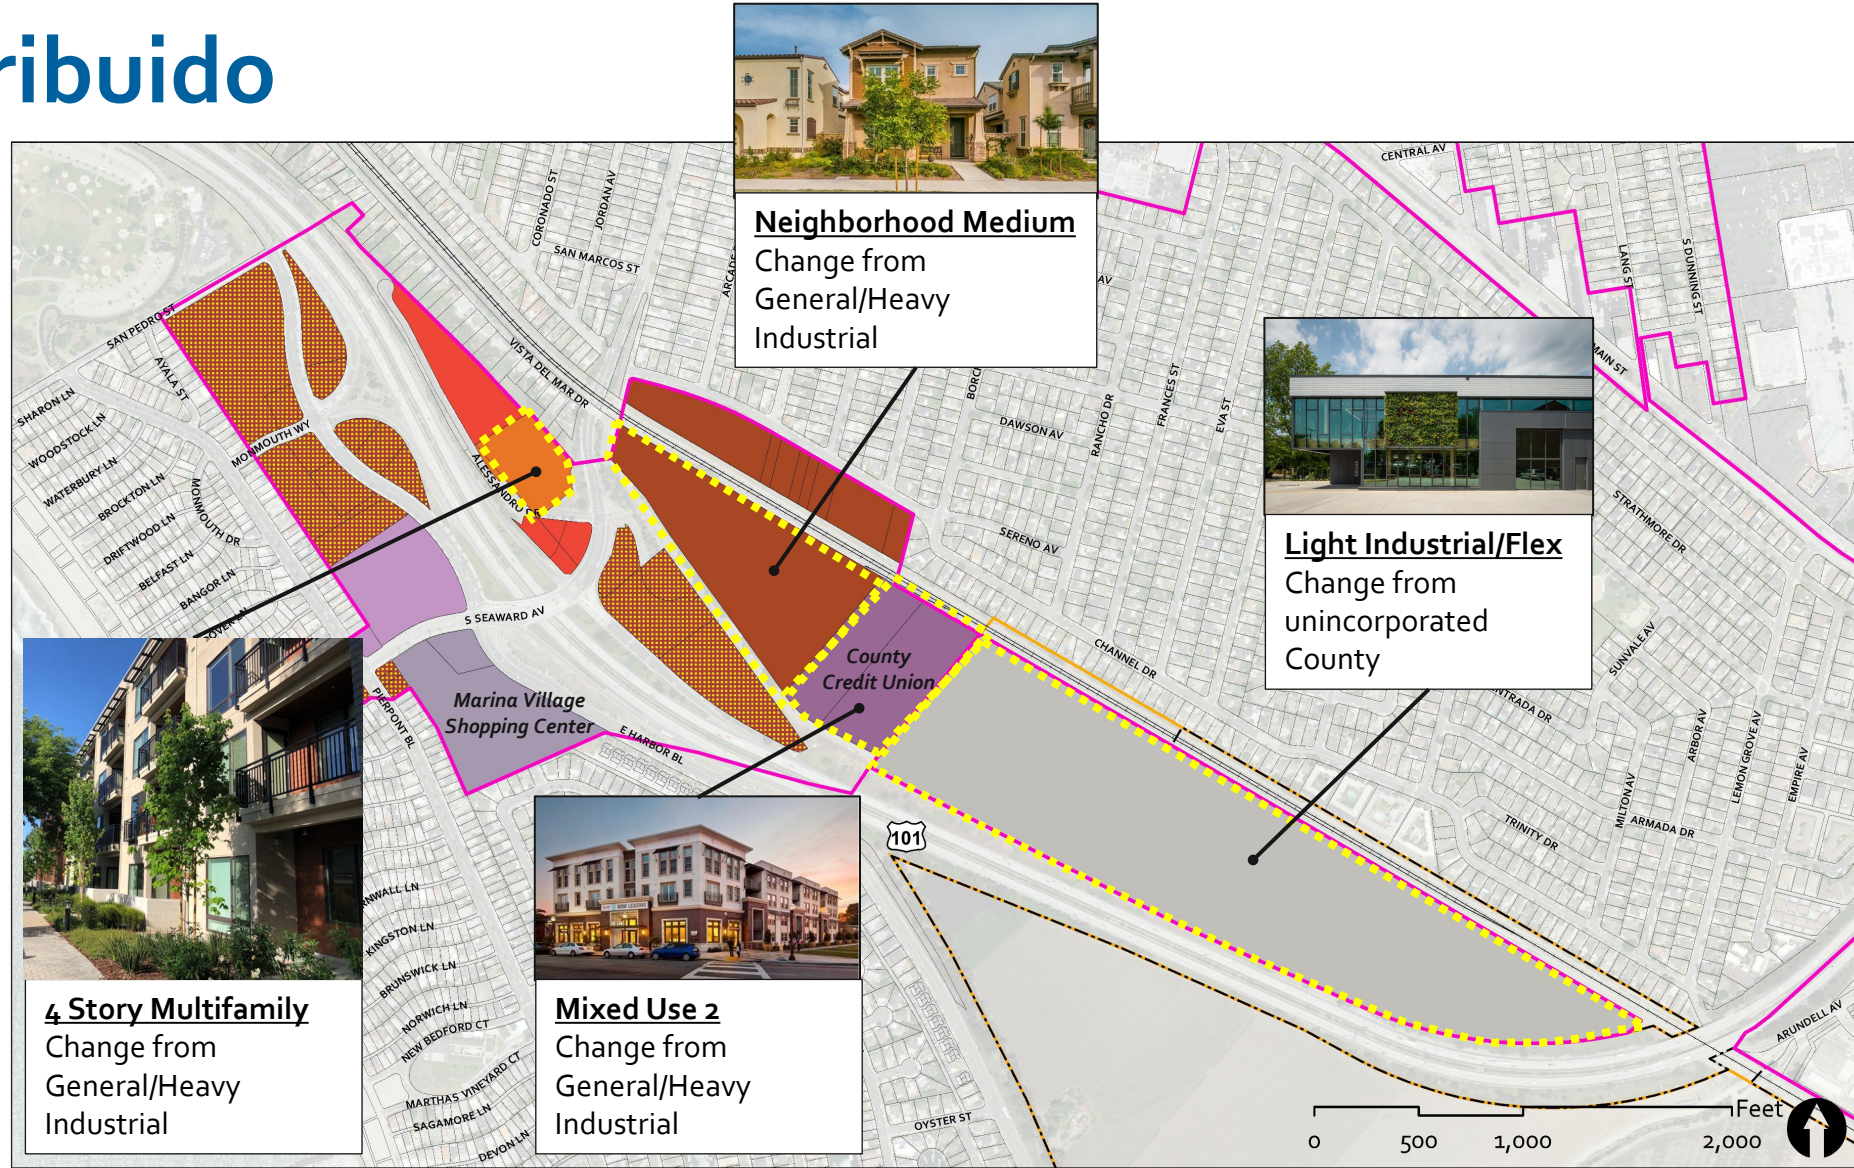 ribuido
Neighborhood Medium
Change from
General/Heavy
Industrial
Light Industrial/Flex
Change from
unincorporated
County
4 Story Multifamily
Change from
General/Heavy
Industrial
Mixed Use 2
Change from
General/Heavy
Industrial
NOW LEASING
County
Credit Union
Marina Village
Shopping Center
CENTRAL AV
CORONADO ST
JORDAN AV
SAN MARCOS ST
AV
LANG ST
S DUNNING ST
MAIN ST
SAN PEDRO ST
AYALA ST
SHARON LN
WOODSTOCK LN
WATERBURY LN
BROCKTON LN
DRIFTWOOD LN
BELFAST LN
BANGOR LN
MONMOUTH WY
MONMOUTH DR
VISTA DEL MAR DR
S SEAWARD AV
PIERPONT BL
E HARBOR BL
DAWSON AV
RANCHO DR
FRANCES ST
EVA ST
SERENO AV
CHANNEL DR
STRATHMORE DR
SUNVALE AV
NTRADA DR
ARBOR AV
LEMON GROVE AV
EMPIRE AV
MILTON AV
ARMADA DR
TRINITY DR
ARUNDELL AV
101
NWALL LN
KINGSTON LN
BRUNSWICK LN
NORWICH LN
NEW BEDFORD CT
MARTHAS VINEYARD CT
SAGAMORE LN
DEVON LN
OYSTER ST
Feet
0 500 1,000 2,000